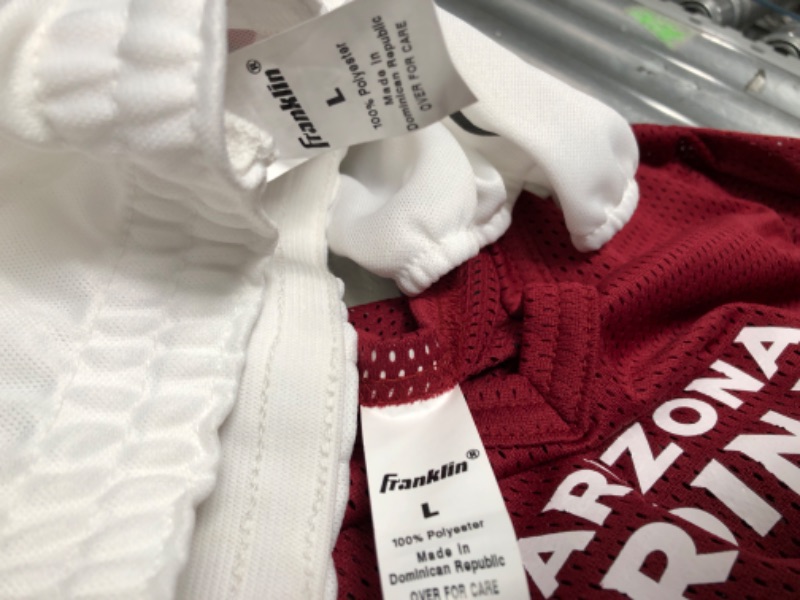 Franklin®
L
100% Polyester
Made in
Dominican Republic
OVER FOR CARE
Franklin®
L
100% Polyester
Made in
Dominican Republic
OVER FOR CARE
ARIZONA